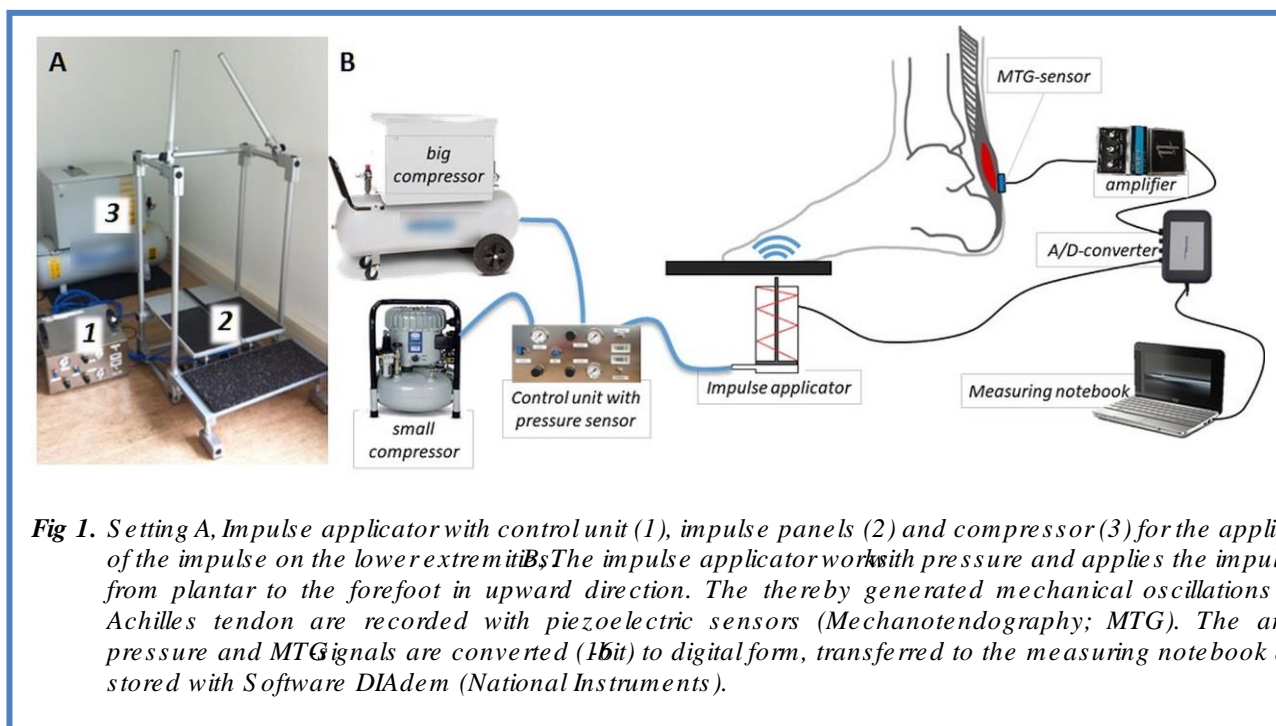 A
B
3
1
2
big
compressor
small
compressor
Control unit with
pressure sensor
Impulse applicator
MTG-sensor
amplifier
A/D-converter
Measuring notebook
Fig 1. Setting A, Impulse applicator with control unit (1), impulse panels (2) and compressor (3) for the appli
of the impulse on the lower extremities. B, The impulse applicator works with pressure and applies the impul
from plantar to the forefoot in upward direction. The thereby generated mechanical oscillations
Achilles tendon are recorded with piezoelectric sensors (Mechanotendography; MTG). The an
pressure and MTG-signals are converted (16-bit) to digital form, transferred to the measuring notebook
stored with Software DIAdem (National Instruments).